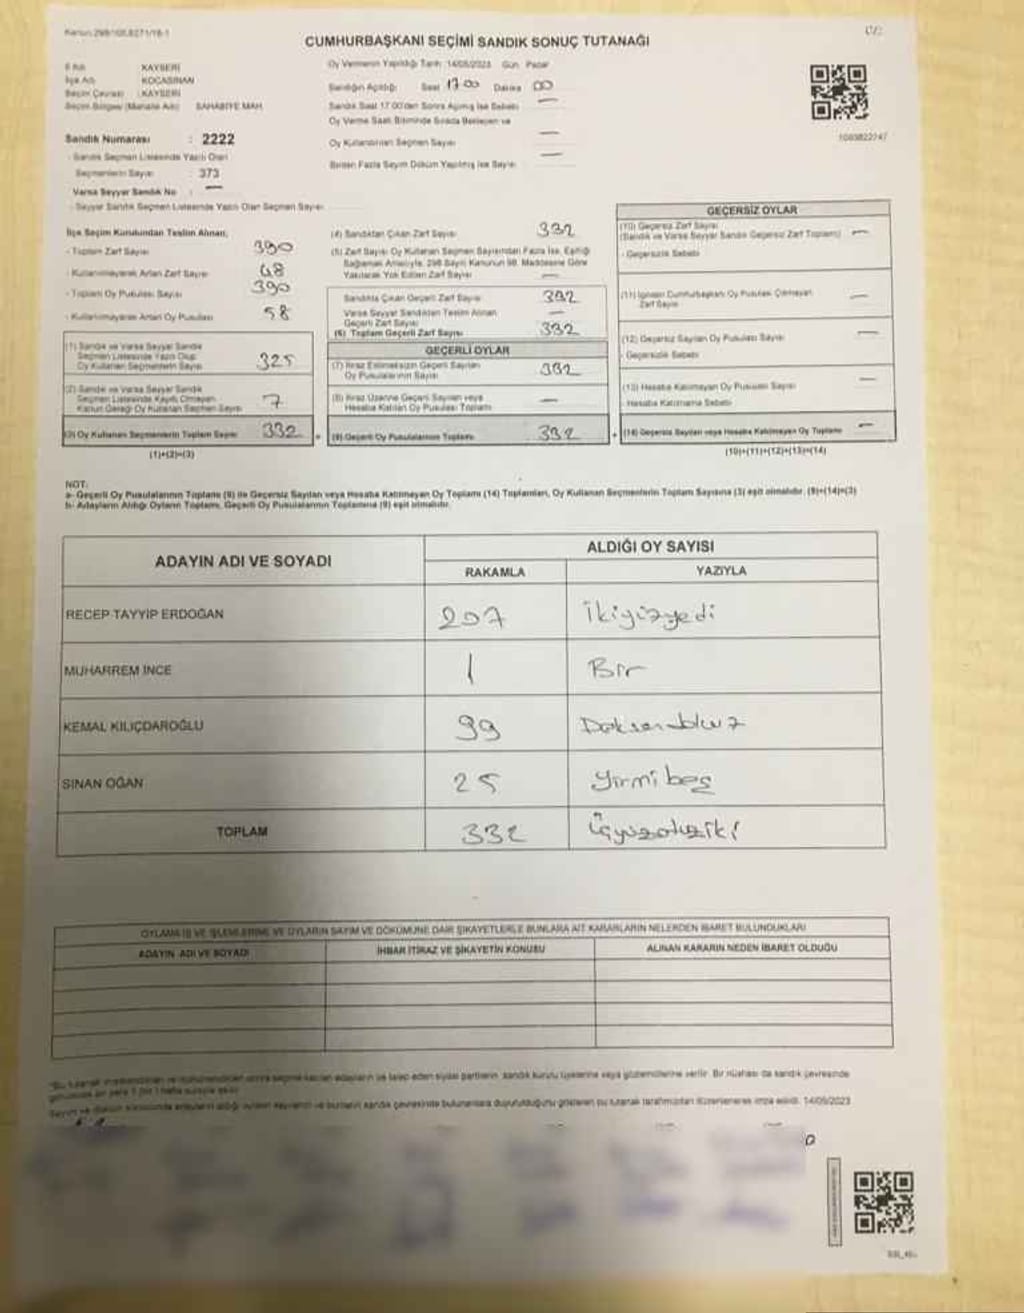 Kanun:298/105,6271/18-1
CUMHURBAŞKANI SEÇİMİ SANDIK SONUÇ TUTANAĞI
İl Adı : KAYSERİ
İlçe Adı : KOCASİNAN
Seçim Çevresi : KAYSERİ
Seçim Bölgesi (Mahalle Adı) : SAHABİYE MAH.
Sandık Numarası : 2222
- Sandık Seçmen Listesinde Yazılı Olan
Seçmenlerin Sayısı : 373
Varsa Seyyar Sandık No : —
- Seyyar Sandık Seçmen Listesinde Yazılı Olan Seçmen Sayısı
Oy Vermenin Yapıldığı Tarih: 14/05/2023 Gün: Pazar
Sandığın Açıldığı Saat 17:00 Dakika 00
Sandık Saat 17.00'den Sonra Açılmış İse Sebebi —
Oy Verme Saati Bitiminde Sırada Bekleyen ve
Oy Kullandırılan Seçmen Sayısı —
Birden Fazla Sayım Döküm Yapılmış İse Sayısı —
1003822747
İlçe Seçim Kurulundan Teslim Alınan;
- Toplam Zarf Sayısı 390
- Kullanılmayarak Artan Zarf Sayısı 48
- Toplam Oy Pusulası Sayısı 390
- Kullanılmayarak Artan Oy Pusulası 58
(1) Sandık ve Varsa Seyyar Sandık
Seçmen Listesinde Yazılı Olup
Oy Kullanan Seçmenlerin Sayısı 325
(2) Sandık ve Varsa Seyyar Sandık
Seçmen Listesinde Kayıtlı Olmayan
Kanun Gereği Oy Kullanan Seçmen Sayısı 7
(3) Oy Kullanan Seçmenlerin Toplam Sayısı 332
(1)+(2)=(3)
(4) Sandıktan Çıkan Zarf Sayısı 332
(5) Zarf Sayısı Oy Kullanan Seçmen Sayısından Fazla İse, Eşitliği
Sağlamak Amacıyla, 298 Sayılı Kanunun 98. Maddesine Göre
Yakılarak Yok Edilen Zarf Sayısı —
Sandıkta Çıkan Geçerli Zarf Sayısı 332
Varsa Seyyar Sandıktan Teslim Alınan
Geçerli Zarf Sayısı —
(6) Toplam Geçerli Zarf Sayısı 332
GEÇERLİ OYLAR
(7) İtiraz Edilmeksizin Geçerli Sayılan
Oy Pusulalarının Sayısı 332
(8) İtiraz Üzerine Geçerli Sayılan veya
Hesaba Katılan Oy Pusulası Toplamı —
(9) Geçerli Oy Pusulalarının Toplamı 332
GEÇERSİZ OYLAR
(10) Geçersiz Zarf Sayısı
(Sandık ve Varsa Seyyar Sandık Geçersiz Zarf Toplamı) —
- Geçersizlik Sebebi
(11) İçinden Cumhurbaşkanı Oy Pusulası Çıkmayan
Zarf Sayısı —
(12) Geçersiz Sayılan Oy Pusulası Sayısı —
- Geçersizlik Sebebi
(13) Hesaba Katılmayan Oy Pusulası Sayısı —
- Hesaba Katılmama Sebebi
(14) Geçersiz Sayılan veya Hesaba Katılmayan Oy Toplamı —
(10)+(11)+(12)+(13)=(14)
NOT:
a- Geçerli Oy Pusulalarının Toplamı (9) ile Geçersiz Sayılan veya Hesaba Katılmayan Oy Toplamı (14) Toplamları, Oy Kullanan Seçmenlerin Toplam Sayısına (3) eşit olmalıdır. (9)+(14)=(3)
b- Adayların Aldığı Oyların Toplamı, Geçerli Oy Pusulalarının Toplamına (9) eşit olmalıdır.
ADAYIN ADI VE SOYADI
ALDIĞI OY SAYISI
RAKAMLA YAZIYLA
RECEP TAYYİP ERDOĞAN 207 İkiyüzyedi
MUHARREM İNCE 1 Bir
KEMAL KILIÇDAROĞLU 99 Doksandokuz
SİNAN OĞAN 25 Yirmibeş
TOPLAM 332 Üçyüzotuziki
OYLAMA İŞ VE İŞLEMLERİNE VE OYLARIN SAYIM VE DÖKÜMÜNE DAİR ŞİKAYETLERLE BUNLARA AİT KARARLARIN NELERDEN İBARET BULUNDUKLARI
ADAYIN ADI VE SOYADI İHBAR İTİRAZ VE ŞİKAYETİN KONUSU ALINAN KARARIN NEDEN İBARET OLDUĞU
seçime katılan adayların ve talep eden siyasi partilerin sandık kurulu üyelerine veya gözlemcilerine verilir. Bir nüshası da sandık çevresinde
Sayım ve döküm sonucunda adayların aldığı oyların sayılarını ve bunların sandık çevresinde bulunanlara duyurulduğunu gösteren bu tutanak tarafımızdan düzenlenerek imza edildi. 14/05/2023